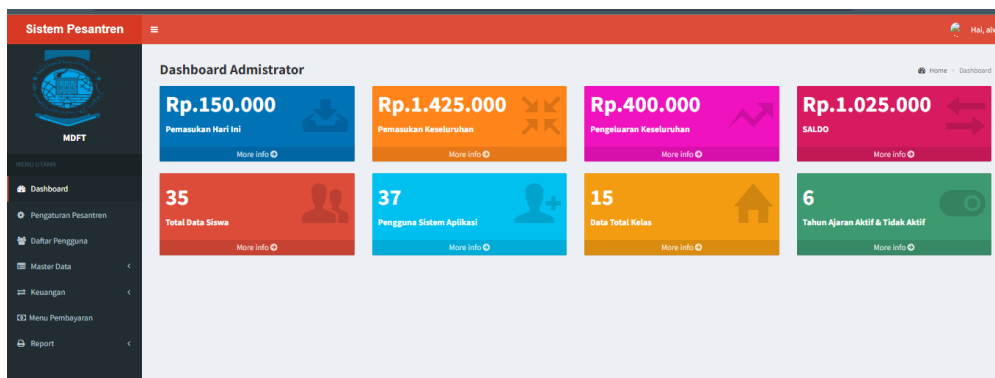 Sistem Pesantren
Hai, alv
MDFT
MENU UTAMA
Dashboard
Pengaturan Pesantren
Daftar Pengguna
Master Data
Keuangan
Menu Pembayaran
Report
Dashboard Admistrator
Home > Dashboard
Rp.150.000
Pemasukan Hari Ini
More info
Rp.1.425.000
Pemasukan Keseluruhan
More info
Rp.400.000
Pengeluaran Keseluruhan
More info
Rp.1.025.000
SALDO
More info
35
Total Data Siswa
More info
37
Pengguna Sistem Aplikasi
More info
15
Data Total Kelas
More info
6
Tahun Ajaran Aktif & Tidak Aktif
More info